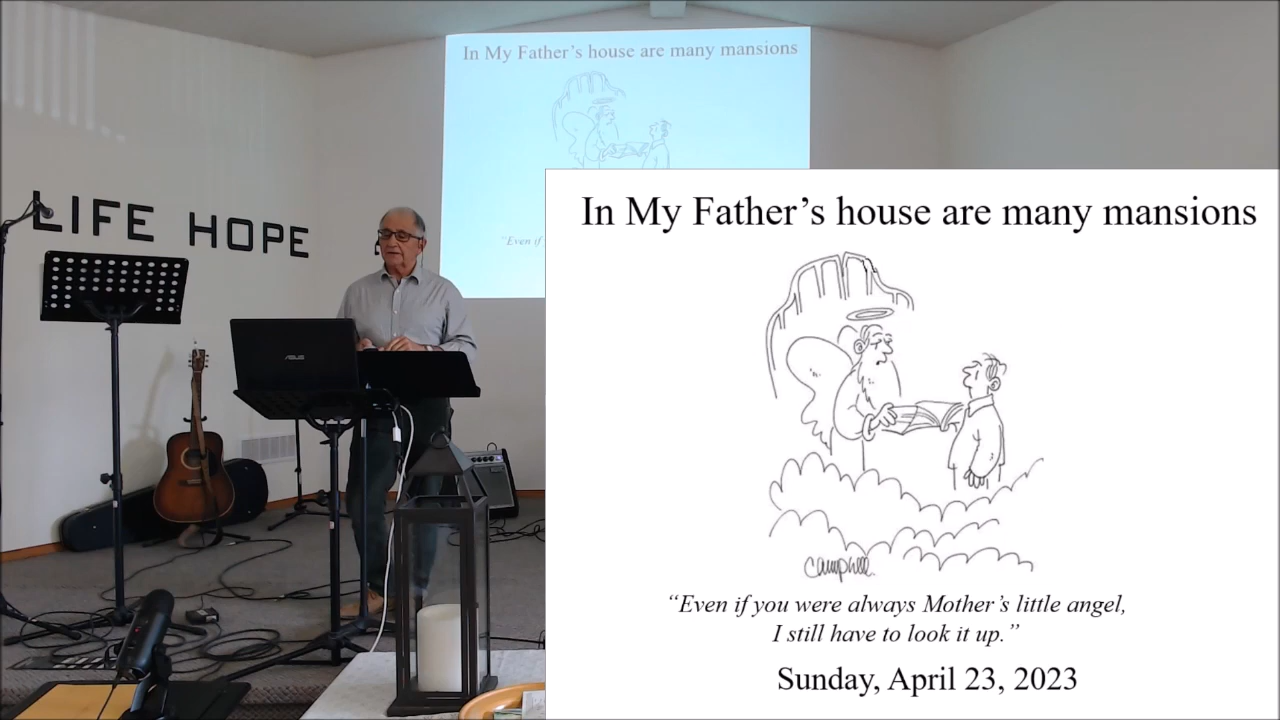 In My Father’s house are many mansions
“Even if
LIFE HOPE
ASUS
In My Father’s house are many mansions
Campbell.
“Even if you were always Mother’s little angel,
I still have to look it up.”
Sunday, April 23, 2023